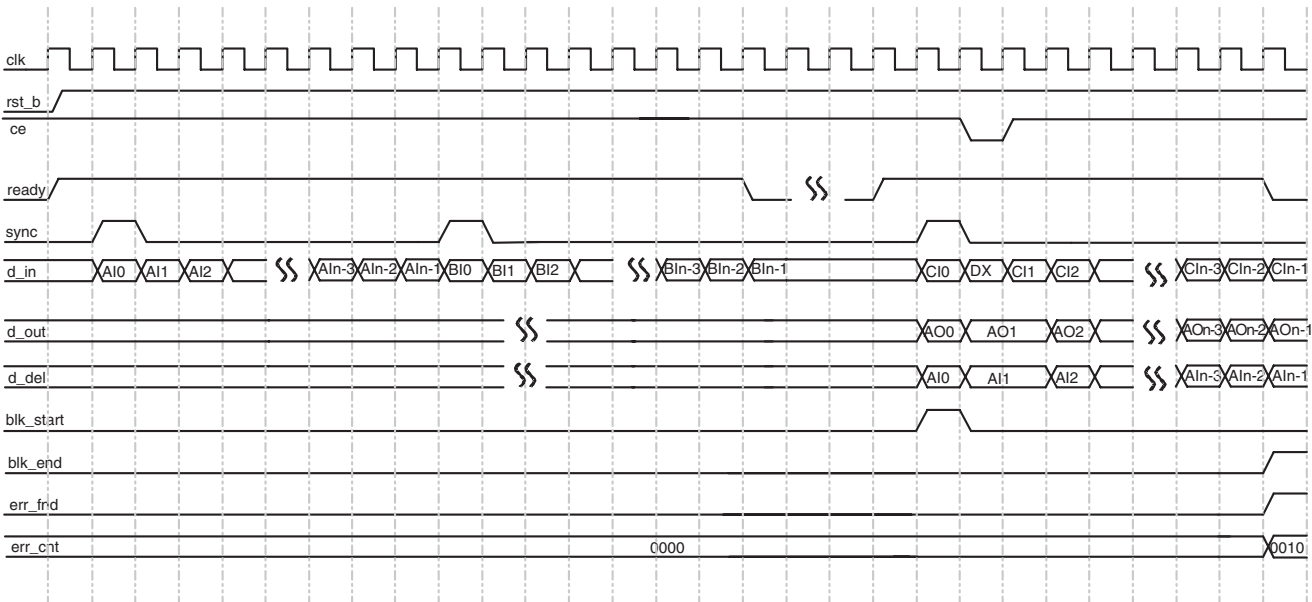 clk
rst_b
ce
ready
sync
d_in AI0 AI1 AI2 AIn-3 AIn-2 AIn-1 BI0 BI1 BI2 BIn-3 BIn-2 BIn-1 CI0 DX CI1 CI2 CIn-3 CIn-2 CIn-1
d_out AO0 AO1 AO2 AOn-3 AOn-2 AOn-1
d_del AI0 AI1 AI2 AIn-3 AIn-2 AIn-1
blk_start
blk_end
err_fnd
err_cnt 0000 0010